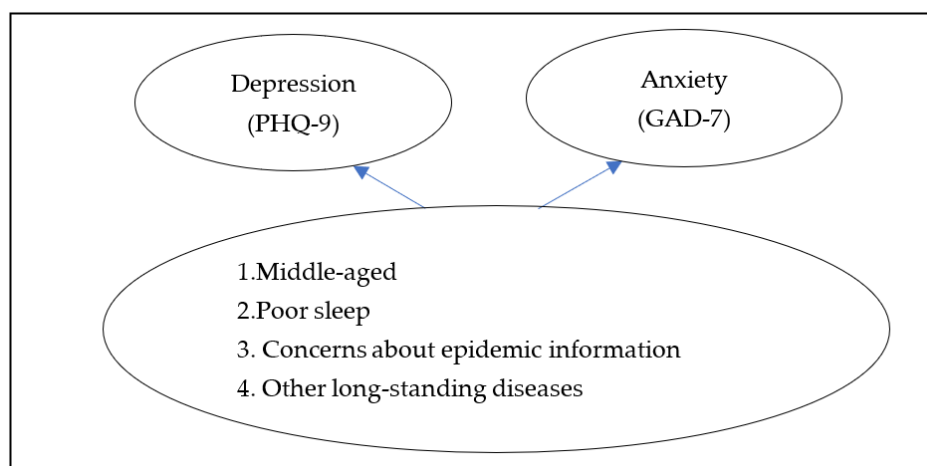 Depression
(PHQ-9)
Anxiety
(GAD-7)
1.Middle-aged
2.Poor sleep
3. Concerns about epidemic information
4. Other long-standing diseases